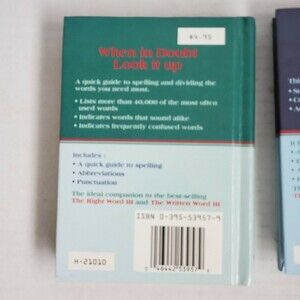 $4.95
When in Doubt
Look it up
A quick guide to spelling and dividing the
words you need most.
• Lists more than 40,000 of the most often
used words
• Indicates words that sound alike
• Indicates frequently confused words
Includes :
• A quick guide to spelling
• Abbreviations
• Punctuation
The ideal companion to the best-selling
The Right Word III and The Written Word III
ISBN 0-395-53957-9
H-21010